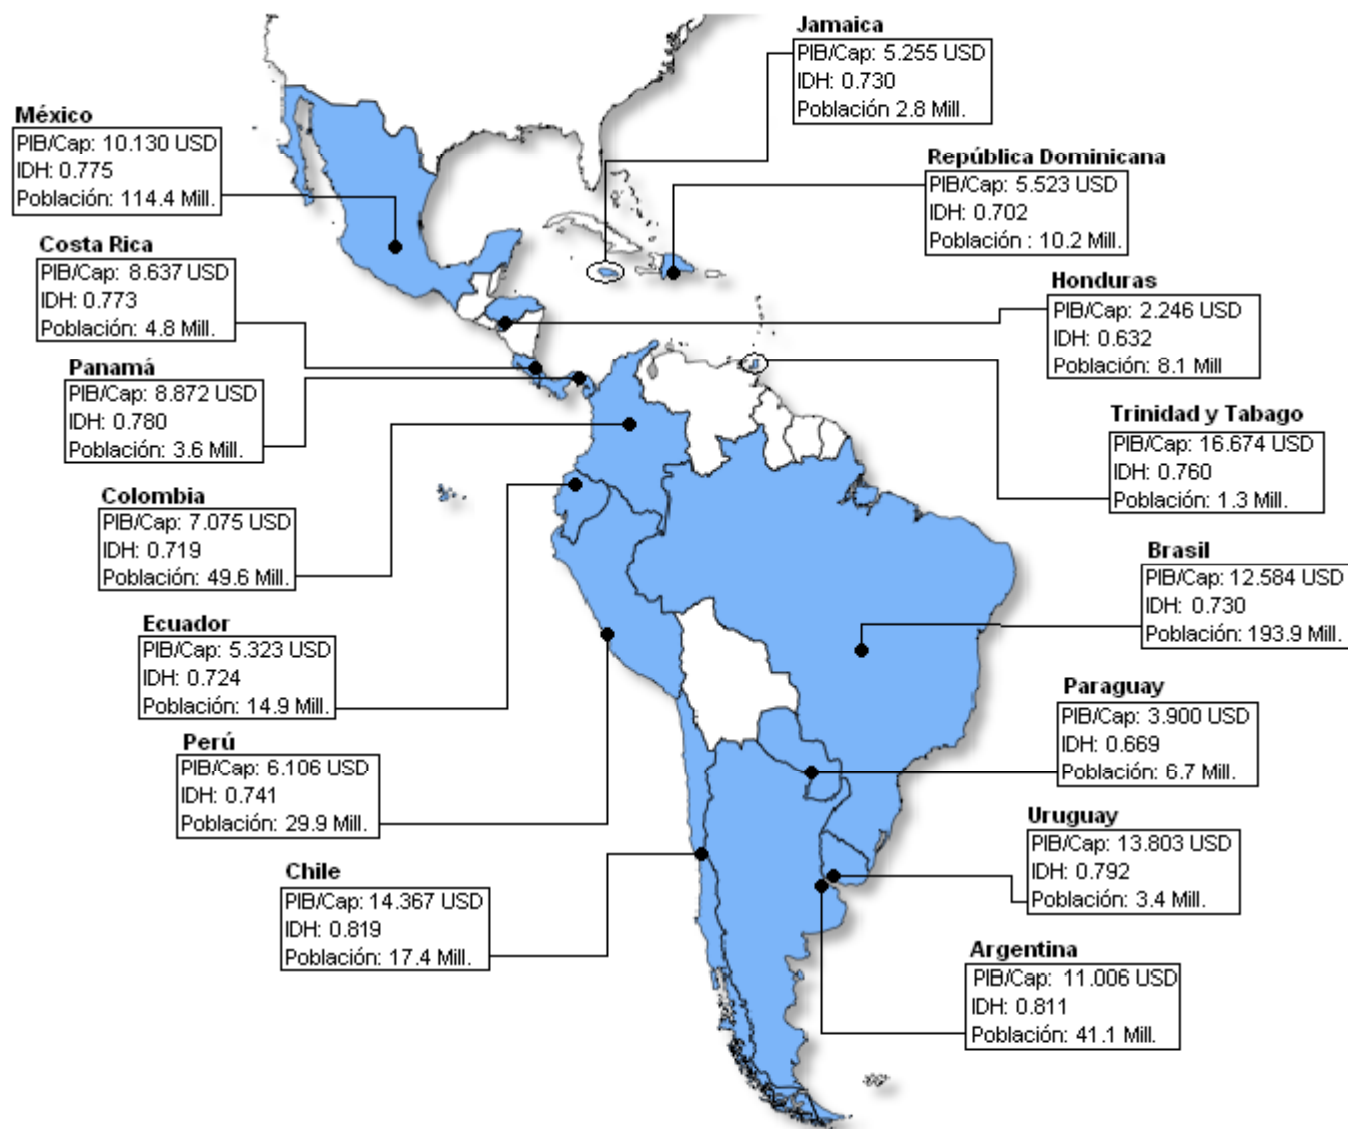 Jamaica
PIB/Cap: 5.255 USD
IDH: 0.730
Población 2.8 Mill.
México
PIB/Cap: 10.130 USD
IDH: 0.775
Población: 114.4 Mill.
República Dominicana
PIB/Cap: 5.523 USD
IDH: 0.702
Población : 10.2 Mill.
Costa Rica
PIB/Cap: 8.637 USD
IDH: 0.773
Población: 4.8 Mill.
Honduras
PIB/Cap: 2.246 USD
IDH: 0.632
Población: 8.1 Mill
Panamá
PIB/Cap: 8.872 USD
IDH: 0.780
Población: 3.6 Mill.
Trinidad y Tabago
PIB/Cap: 16.674 USD
IDH: 0.760
Población: 1.3 Mill.
Colombia
PIB/Cap: 7.075 USD
IDH: 0.719
Población: 49.6 Mill.
Brasil
PIB/Cap: 12.584 USD
IDH: 0.730
Población: 193.9 Mill.
Ecuador
PIB/Cap: 5.323 USD
IDH: 0.724
Población: 14.9 Mill.
Paraguay
PIB/Cap: 3.900 USD
IDH: 0.669
Población: 6.7 Mill.
Perú
PIB/Cap: 6.106 USD
IDH: 0.741
Población: 29.9 Mill.
Uruguay
PIB/Cap: 13.803 USD
IDH: 0.792
Población: 3.4 Mill.
Chile
PIB/Cap: 14.367 USD
IDH: 0.819
Población: 17.4 Mill.
Argentina
PIB/Cap: 11.006 USD
IDH: 0.811
Población: 41.1 Mill.